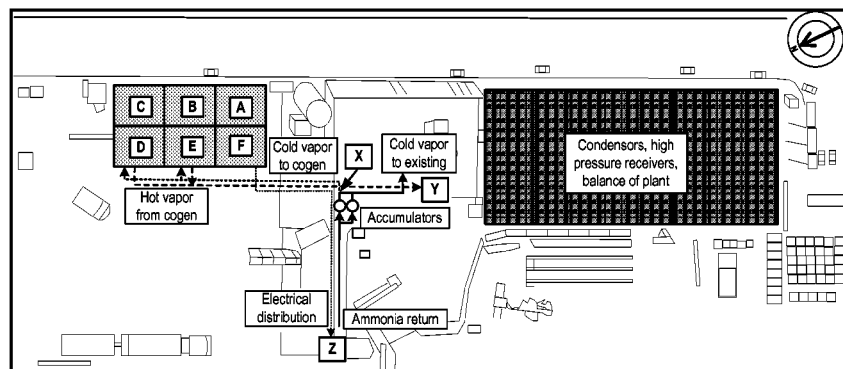 C
B
A
D
E
F
Cold vapor
to cogen
X
Cold vapor
to existing
Y
Hot vapor
from cogen
Accumulators
Condensors, high
pressure receivers,
balance of plant
Electrical
distribution
Ammonia return
Z
N